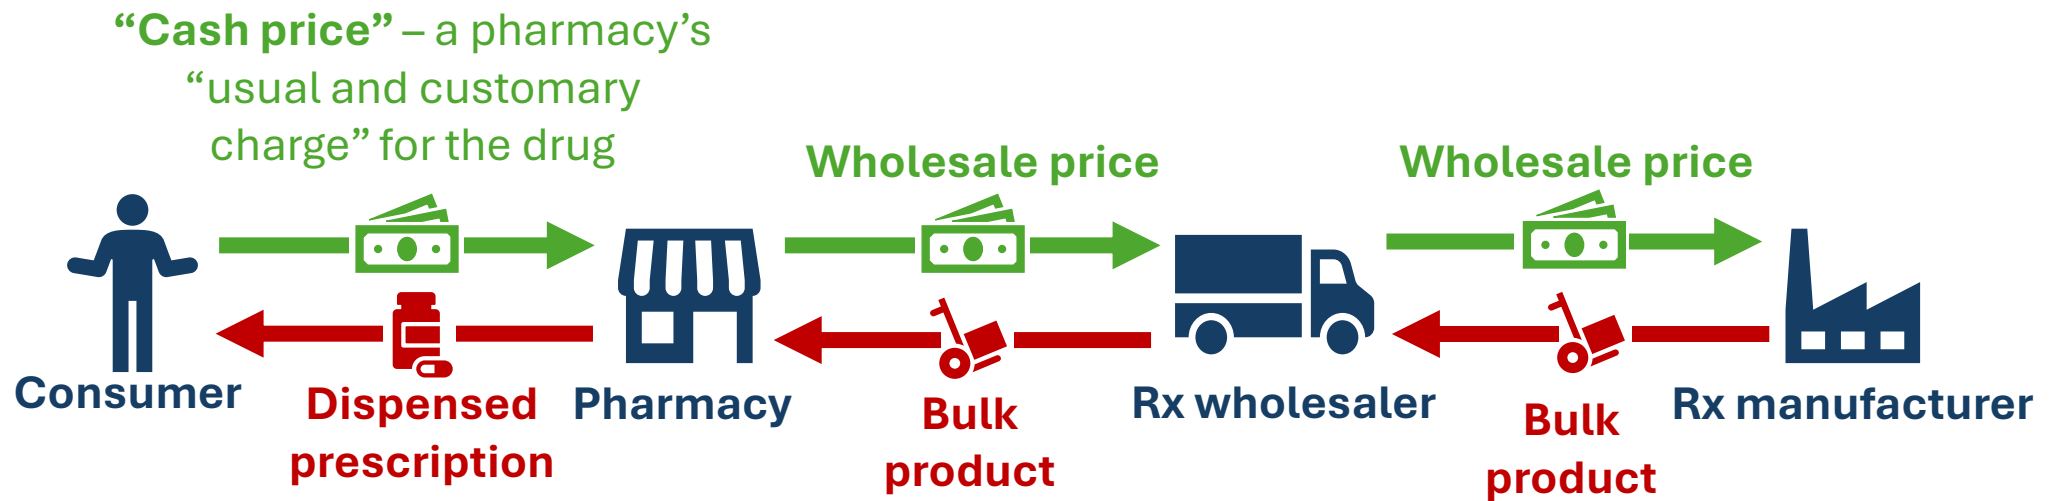 “Cash price” – a pharmacy’s
“usual and customary
charge” for the drug
Wholesale price
Wholesale price
Consumer
Dispensed
prescription
Pharmacy
Bulk
product
Rx wholesaler
Bulk
product
Rx manufacturer